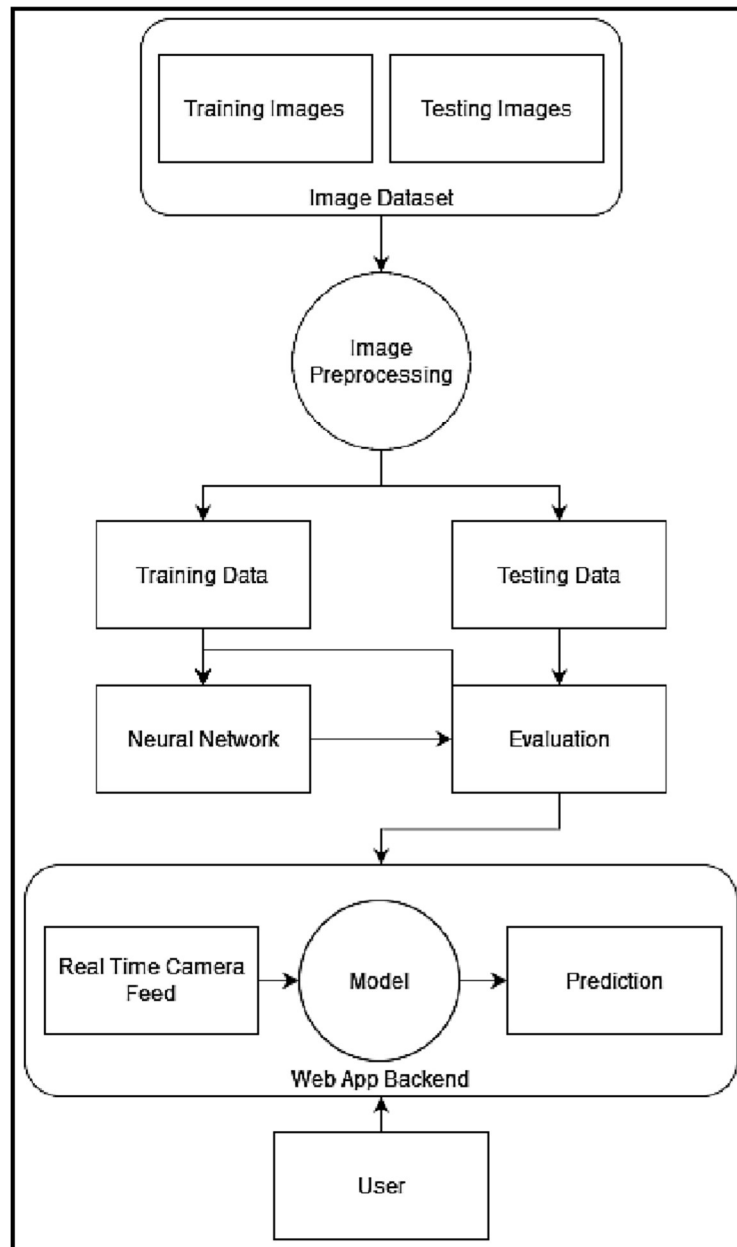 Training Images
Testing Images
Image Dataset
Image
Preprocessing
Training Data
Testing Data
Neural Network
Evaluation
Real Time Camera
Feed
Model
Prediction
Web App Backend
User